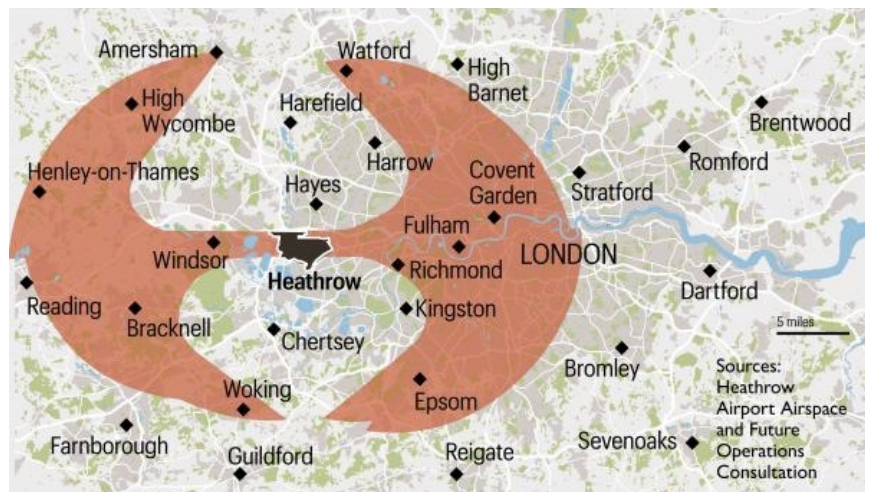 Amersham
Watford
High
Barnet
High
Wycombe
Harefield
Brentwood
Harrow
Romford
Henley-on-Thames
Hayes
Covent
Garden
Stratford
Fulham
Windsor
LONDON
Richmond
Heathrow
Dartford
Reading
Bracknell
Kingston
5 miles
Chertsey
Bromley
Sources:
Heathrow
Airport Airspace
and Future
Operations
Consultation
Woking
Epsom
Farnborough
Guildford
Reigate
Sevenoaks